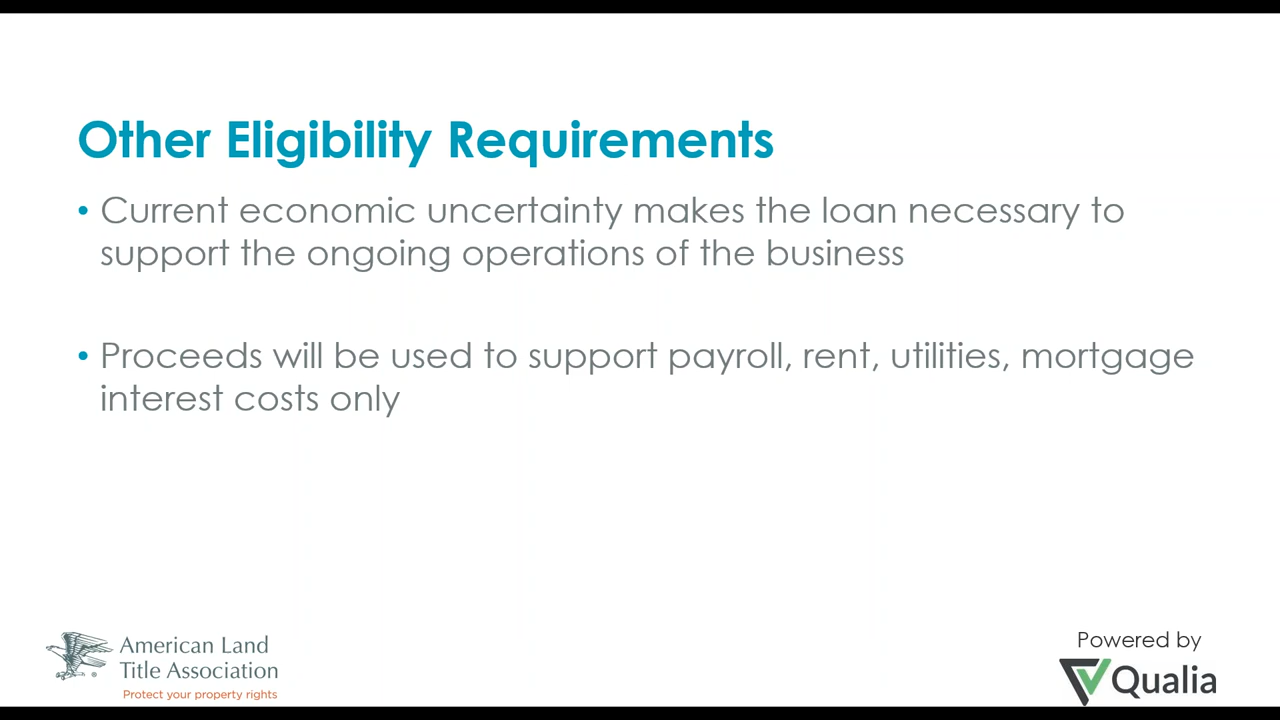 Other Eligibility Requirements
• Current economic uncertainty makes the loan necessary to
support the ongoing operations of the business
• Proceeds will be used to support payroll, rent, utilities, mortgage
interest costs only
American Land
Title Association
®
Protect your property rights
Powered by
Qualia